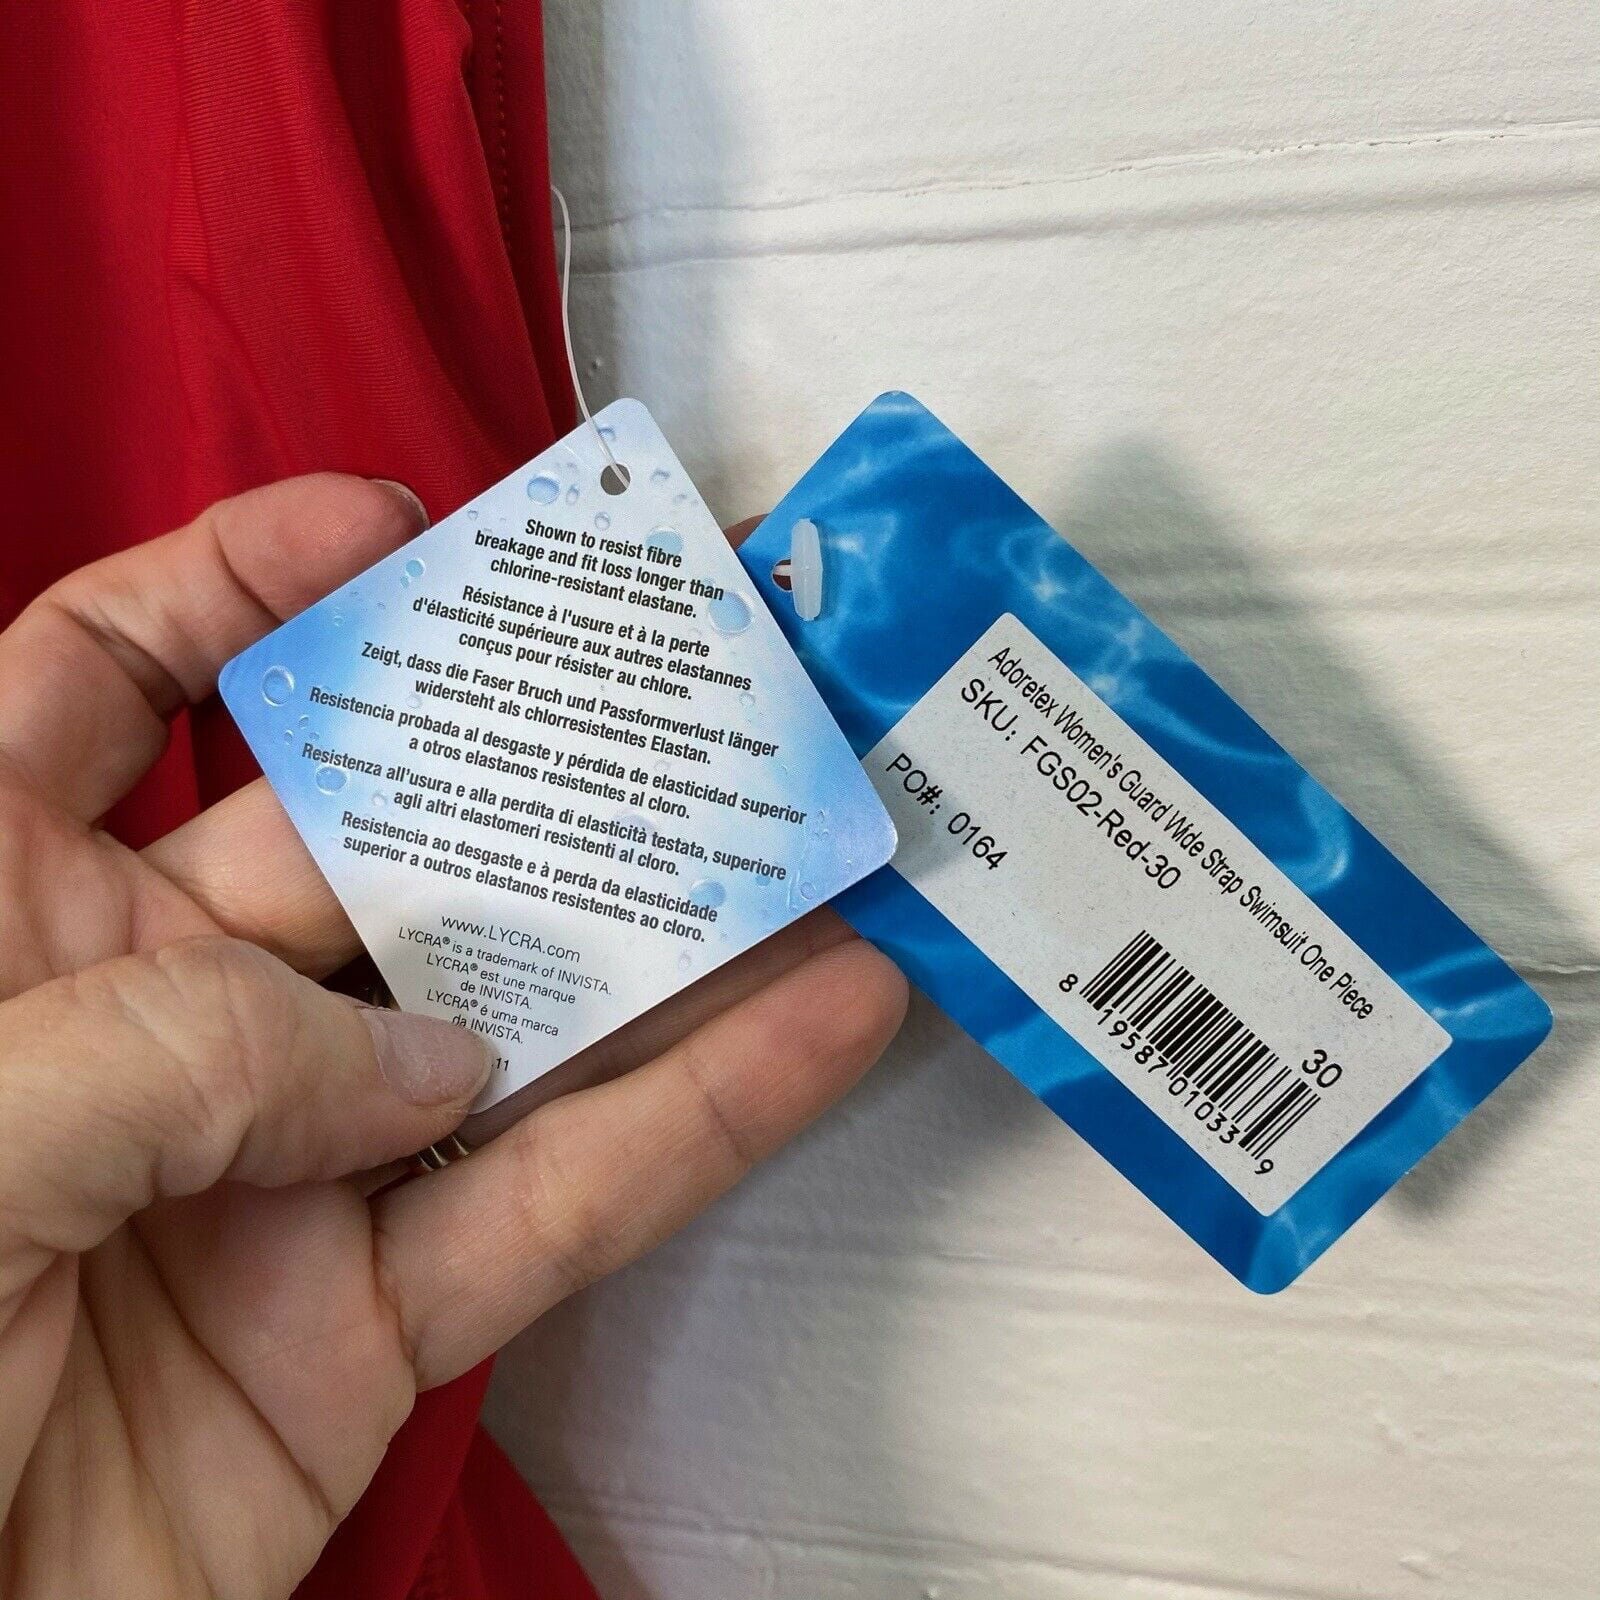 Shown to resist fibre
breakage and fit loss longer than
chlorine-resistant elastane.
Résistance à l'usure et à la perte
d'élasticité supérieure aux autres elastannes
conçus pour résister au chlore.
Zeigt, dass die Faser Bruch und Passformverlust länger
widersteht als chlorresistentes Elastan.
Resistencia probada al desgaste y pérdida de elasticidad superior
a otros elastanos resistentes al cloro.
Resistenza all'usura e alla perdita di elasticità testata, superiore
agli altri elastomeri resistenti al cloro.
Resistencia ao desgaste e à perda da elasticidade
superior a outros elastanos resistentes ao cloro.
www.LYCRA.com
LYCRA® is a trademark of INVISTA.
LYCRA® est une marque
de INVISTA.
LYCRA® é uma marca
da INVISTA.
.11
Adoretex Women's Guard Wide Strap Swimsuit One Piece
SKU: FGS02-Red-30
PO#: 0164
30
8 19587 01033 9